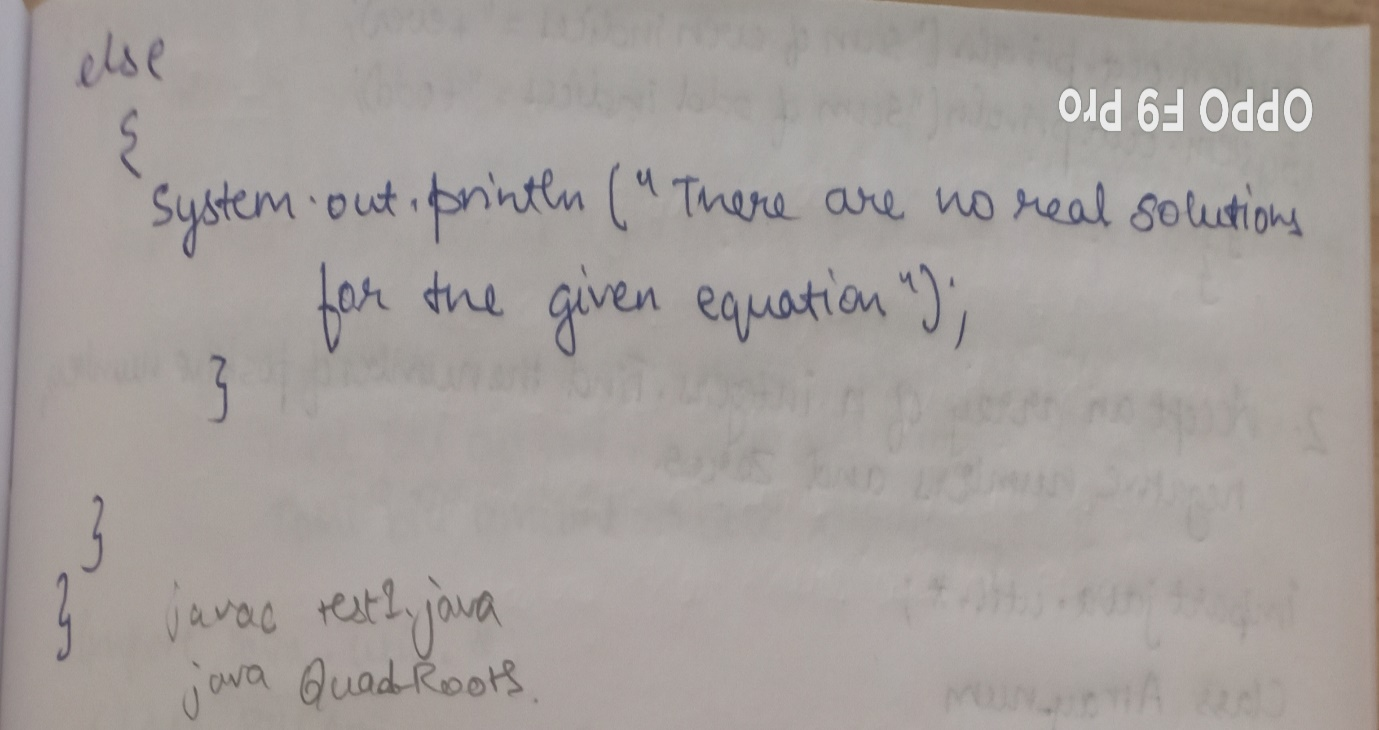 else
{
System.out.println ("There are no real solutions
for the given equation");
}
}
}
javac test1.java
java QuadRoots.
OPPO F9 Pro